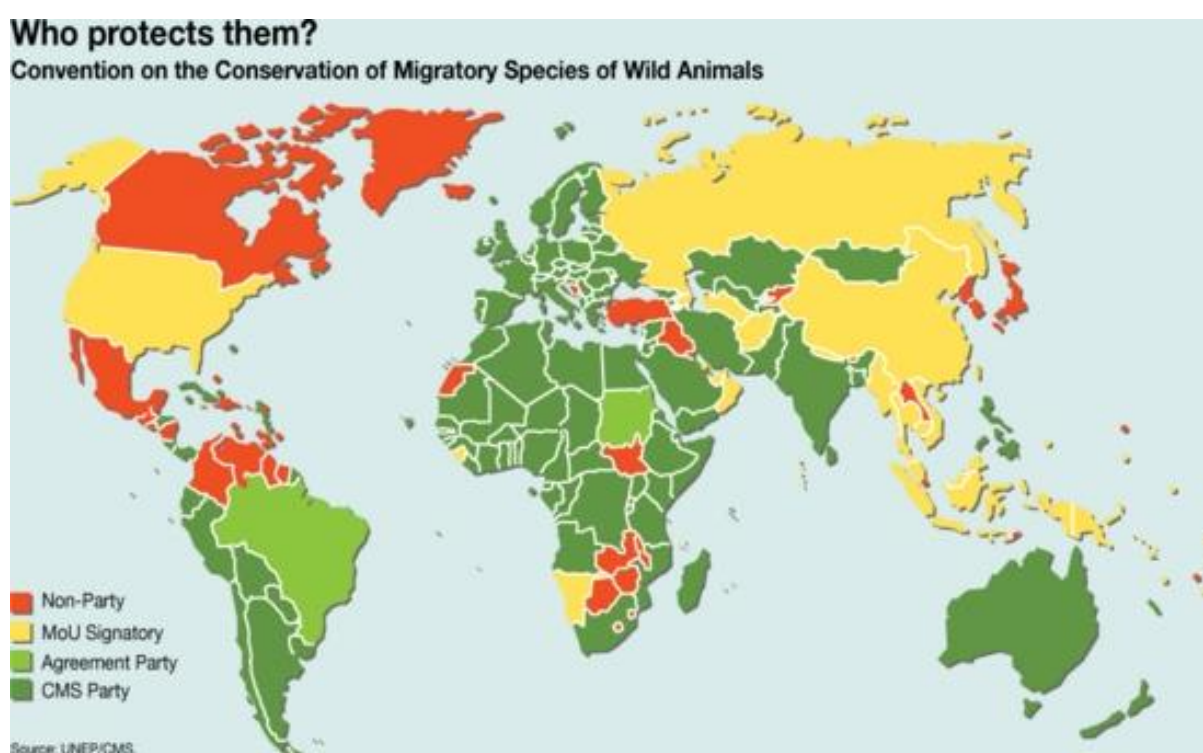 Who protects them?
Convention on the Conservation of Migratory Species of Wild Animals
Non-Party
MoU Signatory
Agreement Party
CMS Party
Source: UNEP/CMS.